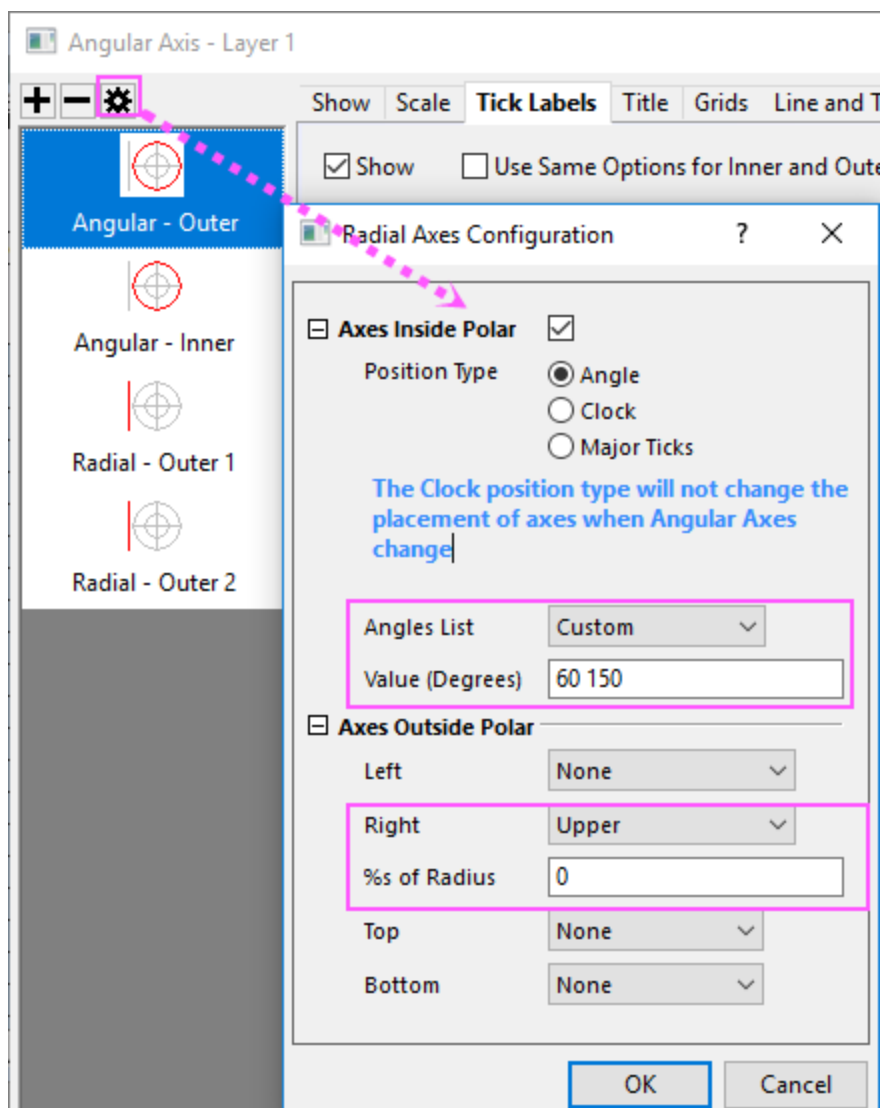 Angular Axis - Layer 1
Show Scale Tick Labels Title Grids Line and T
Show Use Same Options for Inner and Oute
Angular - Outer
Angular - Inner
Radial - Outer 1
Radial - Outer 2
Radial Axes Configuration ?
Axes Inside Polar
Position Type Angle
Clock
Major Ticks
The Clock position type will not change the
placement of axes when Angular Axes
change
Angles List Custom
Value (Degrees) 60 150
Axes Outside Polar
Left None
Right Upper
%s of Radius 0
Top None
Bottom None
OK Cancel